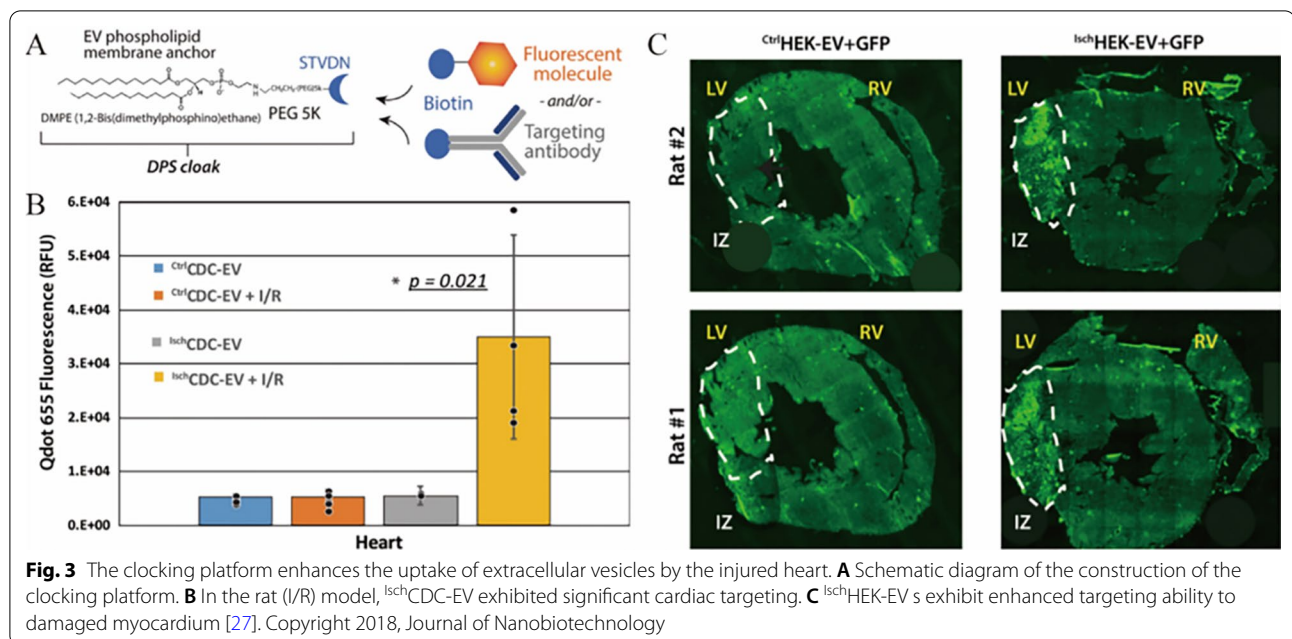 A
EV phospholipid
membrane anchor
STVDN
O
O
O
O
O
P
O
O⁻
H
N
CH₂CH₂-(PEG)5k
PEG 5K
DMPE (1,2-Bis(dimethylphosphino)ethane)
DPS cloak
Fluorescent
molecule
Biotin
- and/or -
Targeting
antibody
B
Qdot 655 Fluorescence (RFU)
6.E+04
5.E+04
4.E+04
3.E+04
2.E+04
1.E+04
0.E+00
CtrlCDC-EV
CtrlCDC-EV + I/R
IschCDC-EV
IschCDC-EV + I/R
* p = 0.021
Heart
C
CtrlHEK-EV+GFP
IschHEK-EV+GFP
Rat #2
LV
RV
IZ
LV
RV
IZ
Rat #1
LV
RV
IZ
LV
RV
IZ
Fig. 3 The clocking platform enhances the uptake of extracellular vesicles by the injured heart. A Schematic diagram of the construction of the
clocking platform. B In the rat (I/R) model, IschCDC-EV exhibited significant cardiac targeting. C IschHEK-EV s exhibit enhanced targeting ability to
damaged myocardium [27]. Copyright 2018, Journal of Nanobiotechnology